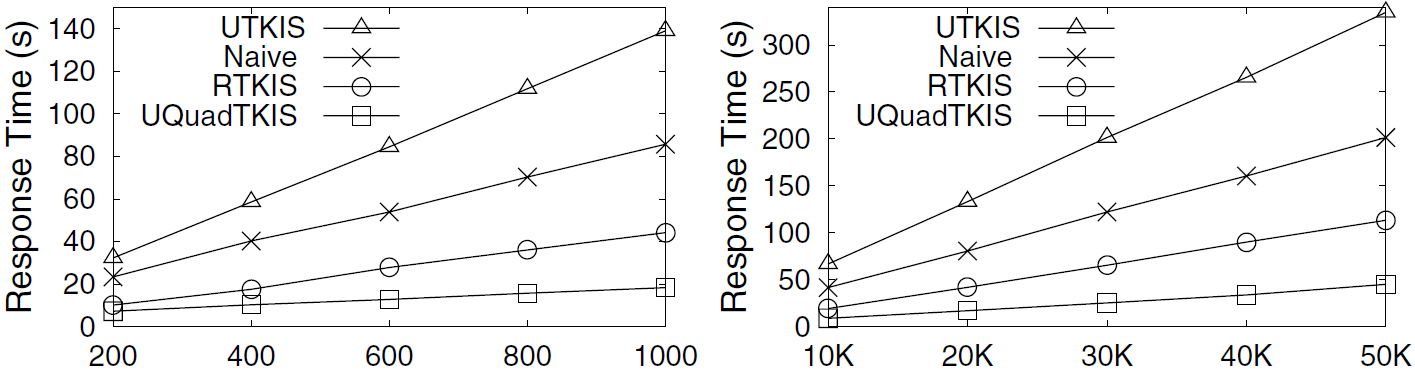 Response Time (s)
140
120
100
80
60
40
20
0
200
400
600
800
1000
UTKIS
Naive
RTKIS
UQuadTKIS
Response Time (s)
300
250
200
150
100
50
0
10K
20K
30K
40K
50K
UTKIS
Naive
RTKIS
UQuadTKIS